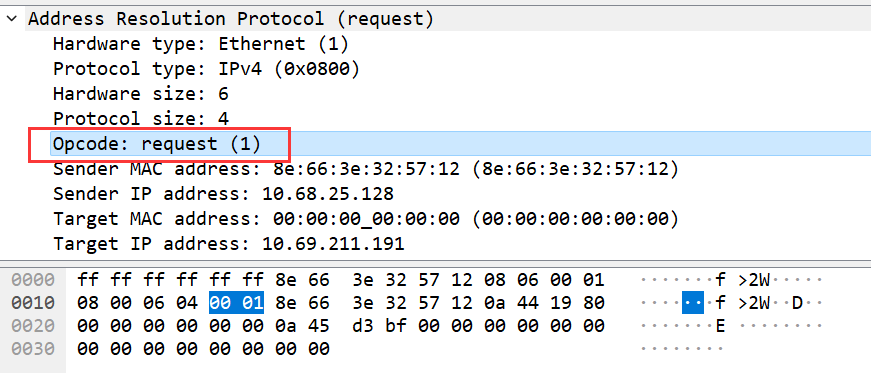 Address Resolution Protocol (request)
Hardware type: Ethernet (1)
Protocol type: IPv4 (0x0800)
Hardware size: 6
Protocol size: 4
Opcode: request (1)
Sender MAC address: 8e:66:3e:32:57:12 (8e:66:3e:32:57:12)
Sender IP address: 10.68.25.128
Target MAC address: 00:00:00_00:00:00 (00:00:00:00:00:00)
Target IP address: 10.69.211.191
0000 ff ff ff ff ff ff 8e 66 3e 32 57 12 08 06 00 01 ·······f >2W·····
0010 08 00 06 04 00 01 8e 66 3e 32 57 12 0a 44 19 80 ·······f >2W··D··
0020 00 00 00 00 00 00 0a 45 d3 bf 00 00 00 00 00 00 ·······E ········
0030 00 00 00 00 00 00 00 00 ········